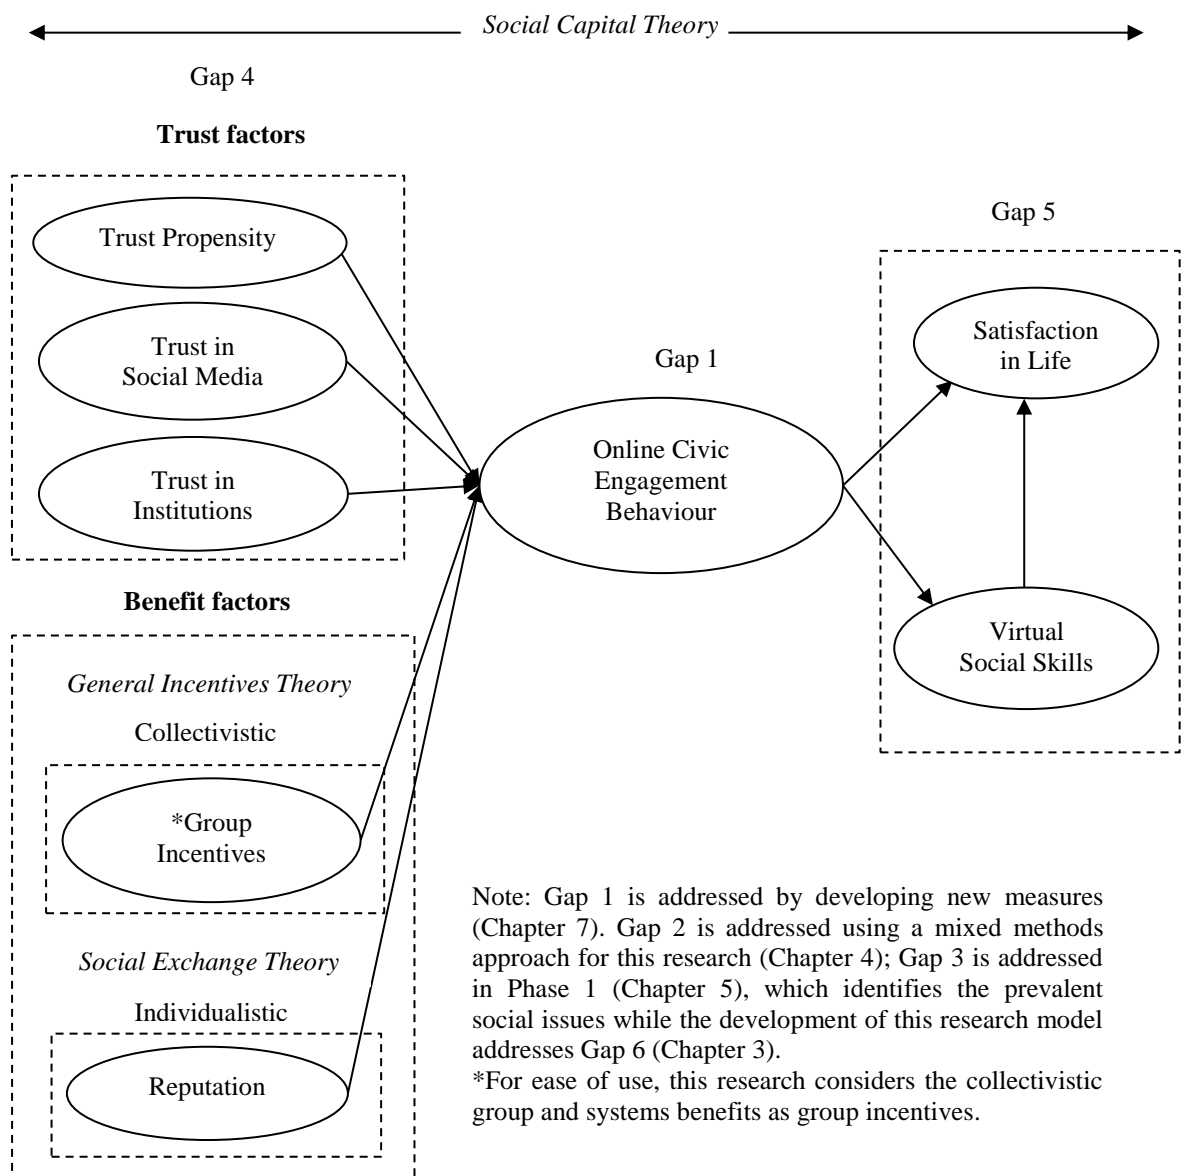 Social Capital Theory
Gap 4
Trust factors
Trust Propensity
Trust in
Social Media
Trust in
Institutions
Gap 1
Online Civic
Engagement
Behaviour
Gap 5
Satisfaction
in Life
Virtual
Social Skills
Benefit factors
General Incentives Theory
Collectivistic
*Group
Incentives
Social Exchange Theory
Individualistic
Reputation
Note: Gap 1 is addressed by developing new measures
(Chapter 7). Gap 2 is addressed using a mixed methods
approach for this research (Chapter 4); Gap 3 is addressed
in Phase 1 (Chapter 5), which identifies the prevalent
social issues while the development of this research model
addresses Gap 6 (Chapter 3).
*For ease of use, this research considers the collectivistic
group and systems benefits as group incentives.